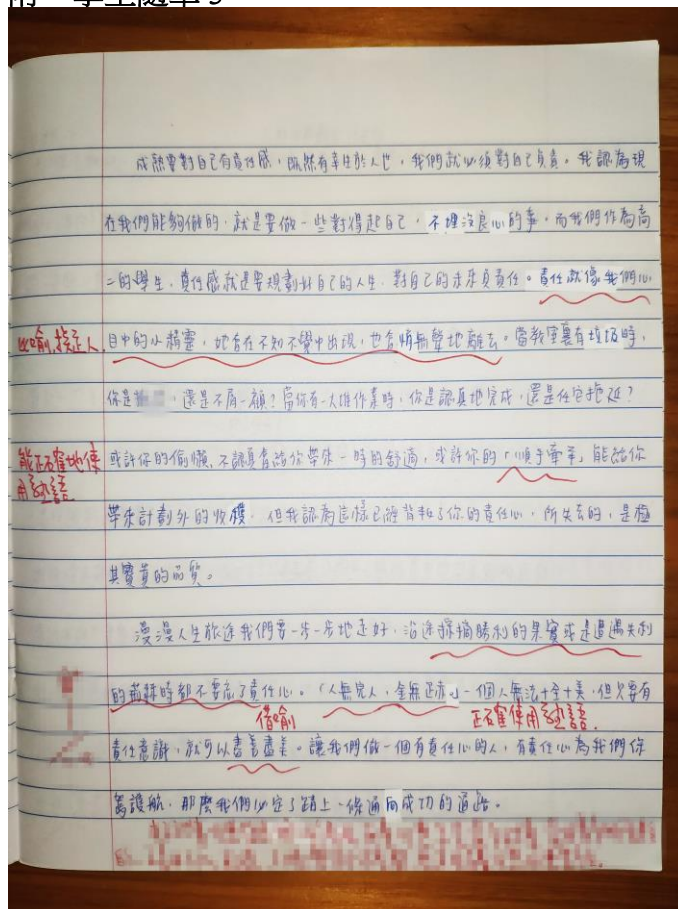 附 學生隨筆5
成熟要對自己有責任感,既然有幸生於人世,我們就必須對自己負責。我認為現
在我們能夠做的,就是要做一些對得起自己,不埋沒良心的事。而我們作為高
二的學生,責任感就是要規劃好自己的人生,對自己的未來負責任。責任就像我們心
比喻,擬人 目中的小精靈,她會在不知不覺中出現,也會悄無聲地離去。當教室裏有垃圾時,
你是 ,還是不屑一顧?當你有一大堆作業時,你是認真地完成,還是任它拖延?
能正確地使用熟語 或許你的偷懶,不認真會給你帶來一時的舒適,或許你的「順手牽羊」能給你
帶來計劃外的收穫,但我認為這樣已經背叛了你的責任心,所失去的,是極
其寶貴的品質。
漫漫人生旅途我們要一步一步地走好,沿途採摘勝利的果實或是遭遇失利
的荊棘時都不要忘了責任心。「人無完人,金無足赤。」一個人無法十全十美,但只要有
借喻 正確使用熟語
責任意識,就可以盡善盡美。讓我們做一個有責任心的人,有責任心為我們保
駕護航,那麼我們必定了踏上一條通向成功的道路。